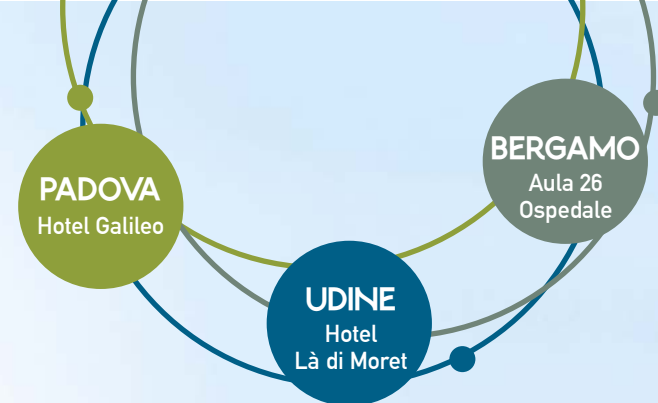 PADOVA
Hotel Galileo
UDINE
Hotel
Là di Moret
BERGAMO
Aula 26
Ospedale